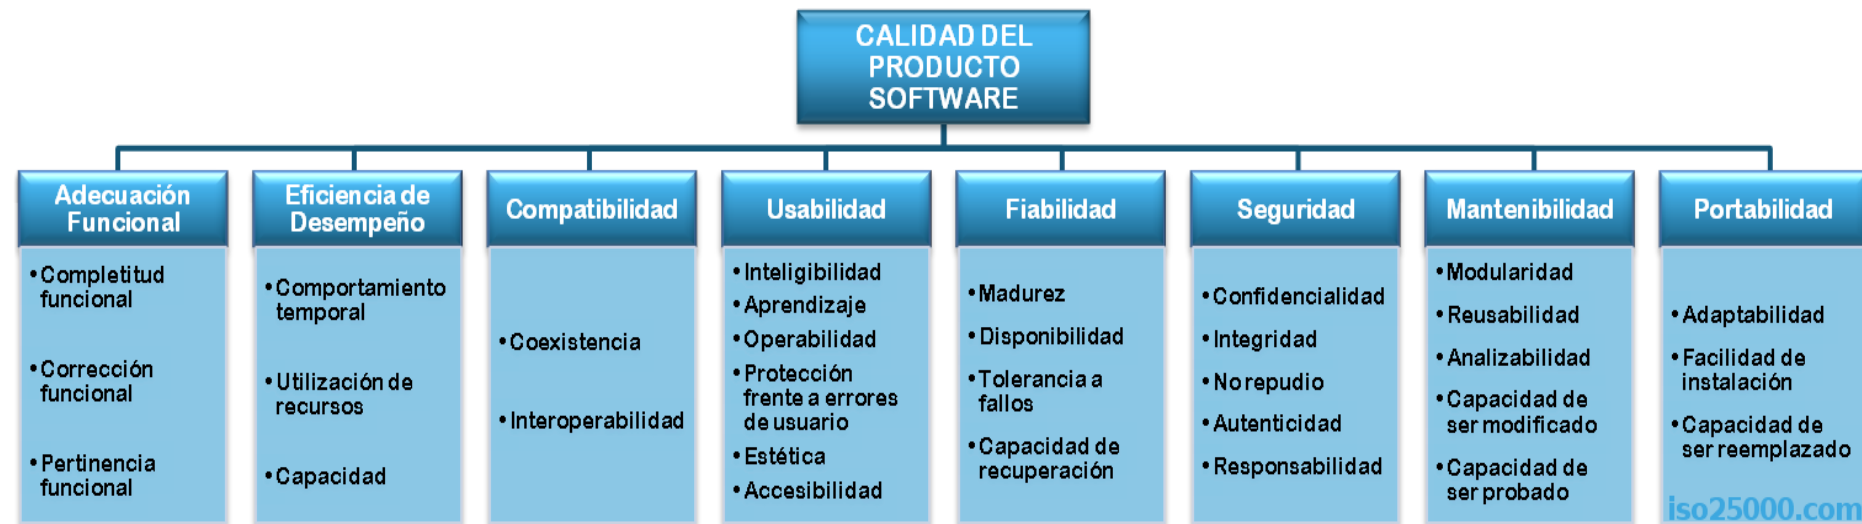 CALIDAD DEL
PRODUCTO
SOFTWARE
Adecuación
Funcional
• Completitud
funcional
• Corrección
funcional
• Pertinencia
funcional
Eficiencia de
Desempeño
• Comportamiento
temporal
• Utilización de
recursos
• Capacidad
Compatibilidad
• Coexistencia
• Interoperabilidad
Usabilidad
• Inteligibilidad
• Aprendizaje
• Operabilidad
• Protección
frente a errores
de usuario
• Estética
• Accesibilidad
Fiabilidad
• Madurez
• Disponibilidad
• Tolerancia a
fallos
• Capacidad de
recuperación
Seguridad
• Confidencialidad
• Integridad
• No repudio
• Autenticidad
• Responsabilidad
Mantenibilidad
• Modularidad
• Reusabilidad
• Analizabilidad
• Capacidad de
ser modificado
• Capacidad de
ser probado
Portabilidad
• Adaptabilidad
• Facilidad de
instalación
• Capacidad de
ser reemplazado
iso25000.com